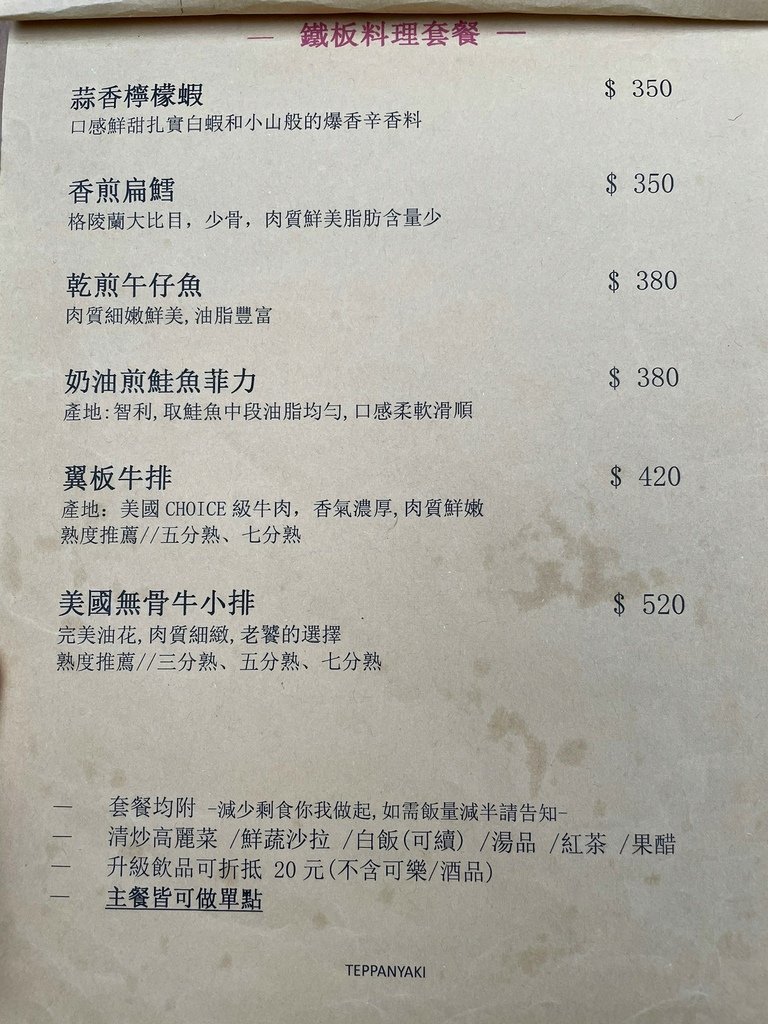 — 鐵板料理套餐 —
蒜香檸檬蝦 $ 350
口感鮮甜扎實白蝦和小山般的爆香辛香料
香煎扁鱈 $ 350
格陵蘭大比目，少骨，肉質鮮美脂肪含量少
乾煎午仔魚 $ 380
肉質細嫩鮮美,油脂豐富
奶油煎鮭魚菲力 $ 380
產地:智利,取鮭魚中段油脂均勻,口感柔軟滑順
翼板牛排 $ 420
產地：美國CHOICE級牛肉，香氣濃厚,肉質鮮嫩
熟度推薦//五分熟、七分熟
美國無骨牛小排 $ 520
完美油花,肉質細緻,老饕的選擇
熟度推薦//三分熟、五分熟、七分熟
— 套餐均附 -減少剩食你我做起,如需飯量減半請告知-
— 清炒高麗菜 /鮮蔬沙拉 /白飯(可續) /湯品 /紅茶 /果醋
— 升級飲品可折抵 20 元(不含可樂/酒品)
— 主餐皆可做單點
TEPPANYAKI